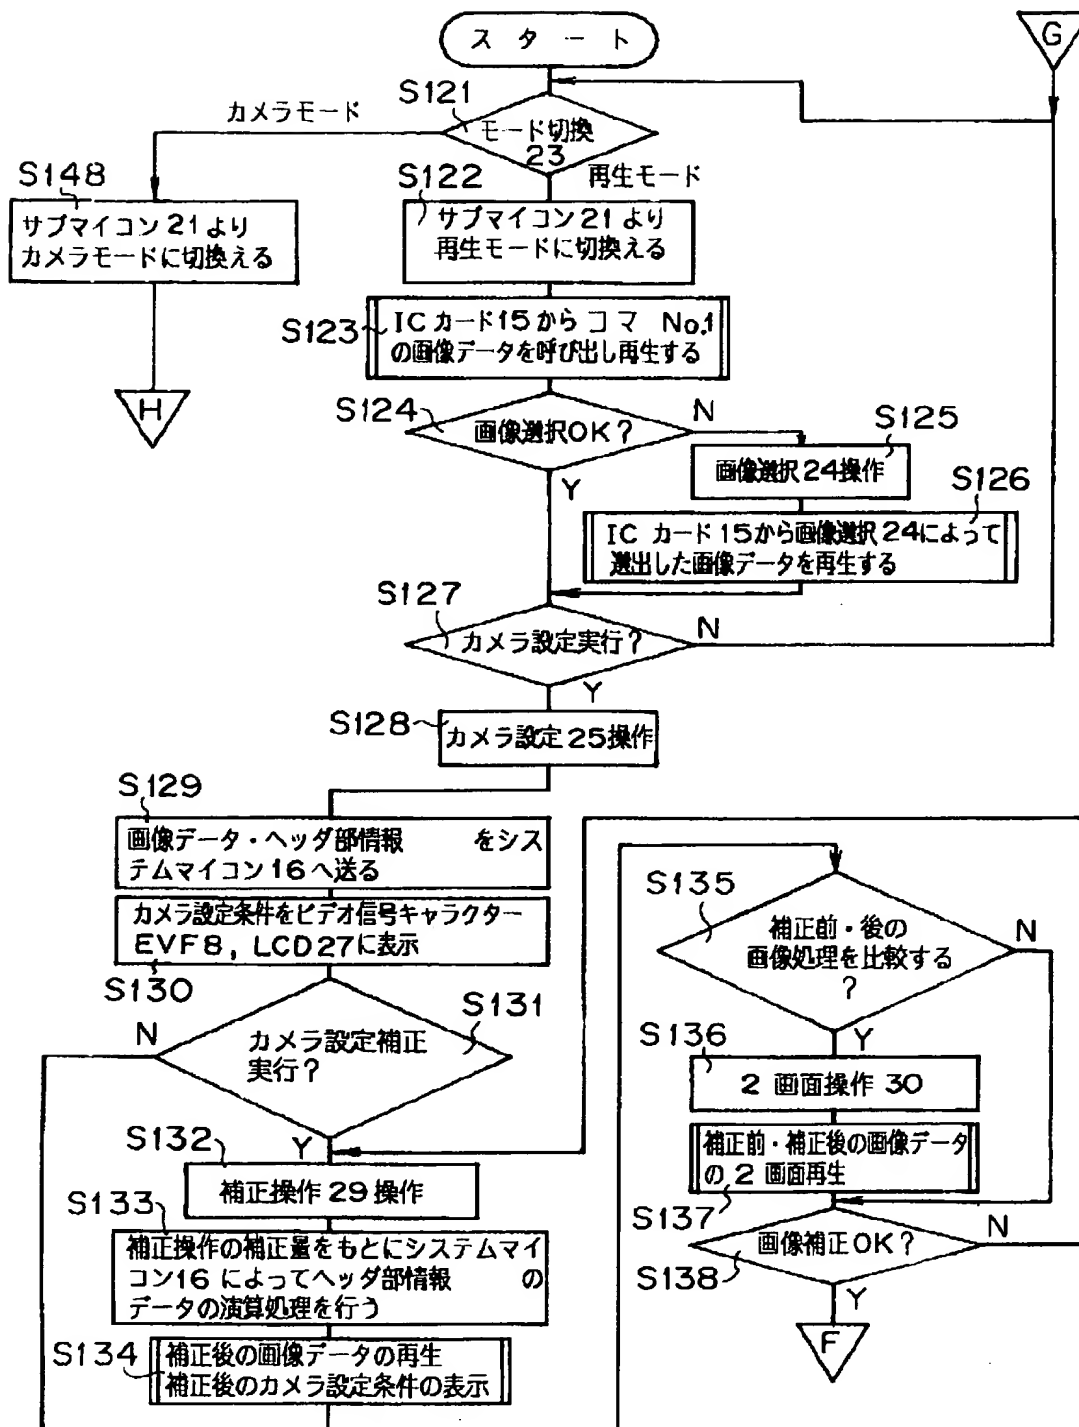 スタート
G
S121
カメラモード
モード切換
23
S148
S122
再生モード
サブマイコン21より
カメラモードに切換える
サブマイコン21より
再生モードに切換える
S123
ICカード15からコマ No.1
の画像データを呼び出し再生する
H
S124
画像選択OK?
N
Y
S125
画像選択24操作
S126
ICカード15から画像選択24によって
選出した画像データを再生する
S127
カメラ設定実行?
N
Y
S128
カメラ設定25操作
S129
画像データ・ヘッダ部情報 をシス
テムマイコン16へ送る
カメラ設定条件をビデオ信号キャラクター
EVF8, LCD27に表示
S130
S131
カメラ設定補正
実行?
N
Y
S132
補正操作29操作
S133
補正操作の補正量をもとにシステムマイ
コン16によってヘッダ部情報 の
データの演算処理を行う
S134
補正後の画像データの再生
補正後のカメラ設定条件の表示
S135
補正前・後の
画像処理を比較する
?
N
Y
S136
2画面操作30
補正前・補正後の画像データ
の2画面再生
S137
画像補正OK?
N
S138
Y
F